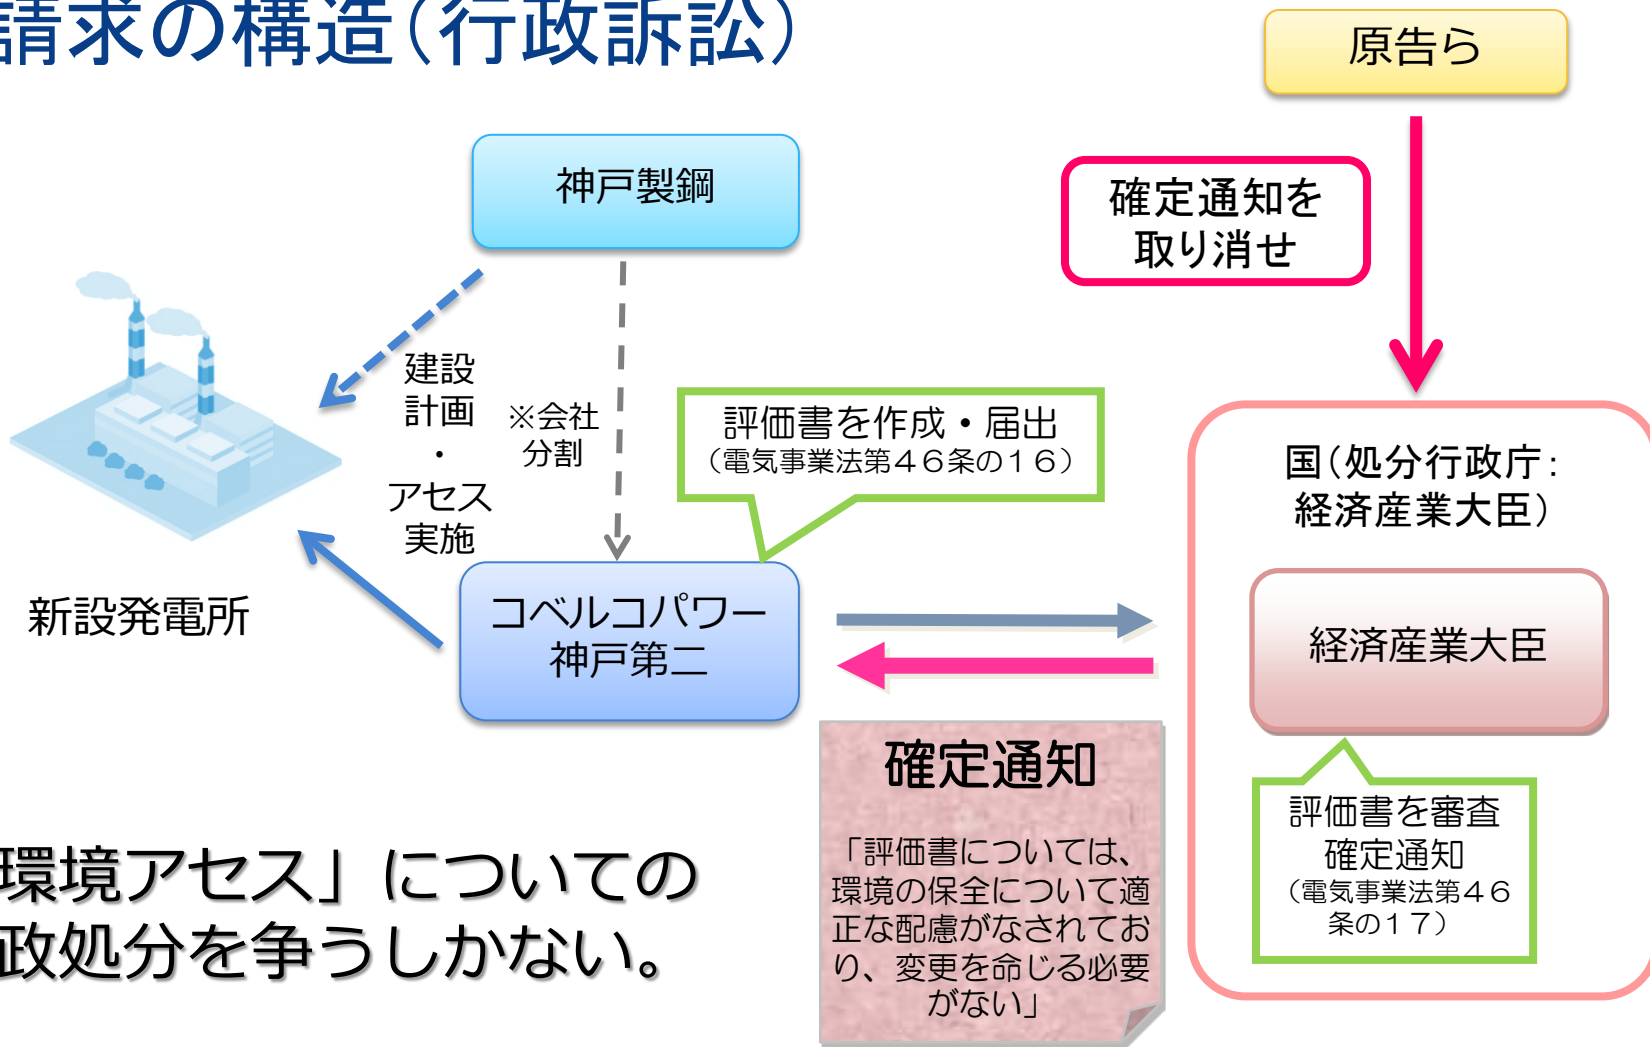 請求の構造（行政訴訟）
原告ら
神戸製鋼
確定通知を
取り消せ
建設
計画
・
アセス
実施
※会社
分割
評価書を作成・届出
（電気事業法第４６条の１６）
国（処分行政庁：
経済産業大臣）
新設発電所
コベルコパワー
神戸第二
経済産業大臣
確定通知
「評価書については、
環境の保全について適
正な配慮がなされてお
り、変更を命じる必要
がない」
評価書を審査
確定通知
（電気事業法第４６
条の１７）
環境アセス」についての
政処分を争うしかない。